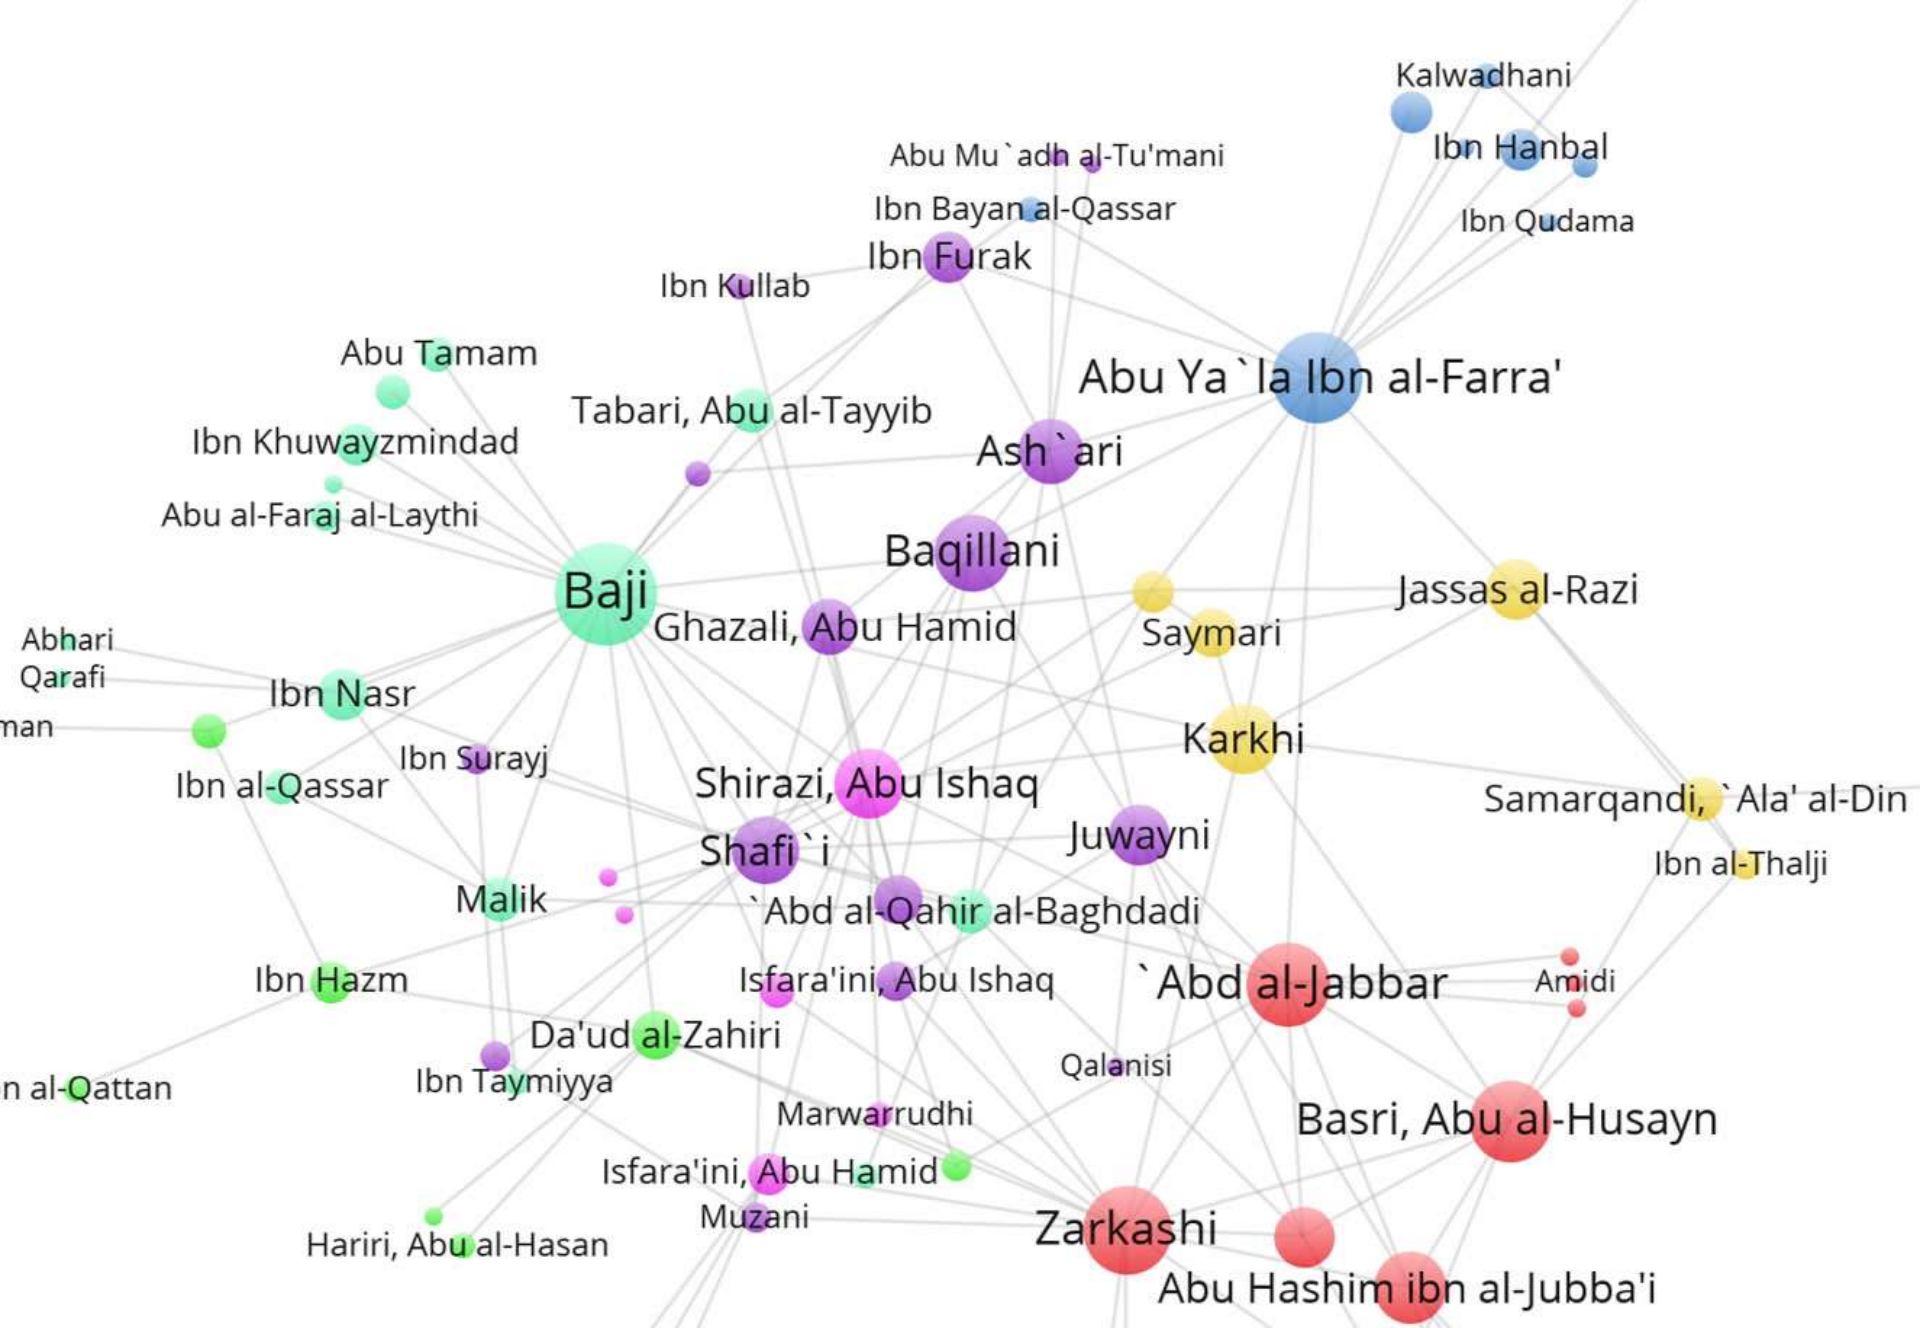 Kalwadhani
Ibn Hanbal
Abu Mu`adh al-Tu'mani
Ibn Bayan al-Qassar
Ibn Qudama
Ibn Furak
Ibn Kullab
Abu Tamam
Abu Ya`la Ibn al-Farra'
Tabari, Abu al-Tayyib
Ibn Khuwayzmindad
Ash`ari
Abu al-Faraj al-Laythi
Baqillani
Baji
Jassas al-Razi
Ghazali, Abu Hamid
Saymari
Abhari
Qarafi
Ibn Nasr
man
Karkhi
Ibn Surayj
Ibn al-Qassar
Shirazi, Abu Ishaq
Samarqandi, `Ala' al-Din
Juwayni
Shafi`i
Ibn al-Thalji
Malik
`Abd al-Qahir al-Baghdadi
Ibn Hazm
Isfara'ini, Abu Ishaq
`Abd al-Jabbar
Amidi
Da'ud al-Zahiri
Qalanisi
Ibn Taymiyya
n al-Qattan
Marwarrudhi
Basri, Abu al-Husayn
Isfara'ini, Abu Hamid
Muzani
Zarkashi
Hariri, Abu al-Hasan
Abu Hashim ibn al-Jubba'i